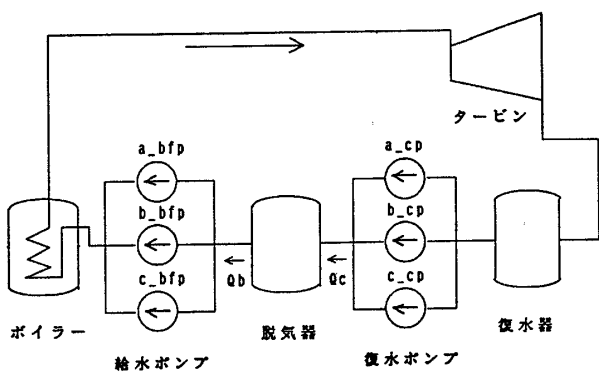 タービン
a_bfp
a_cp
b_bfp
b_cp
c_bfp
Qb
Qc
c_cp
ボイラー
給水ポンプ
脱気器
復水ポンプ
復水器